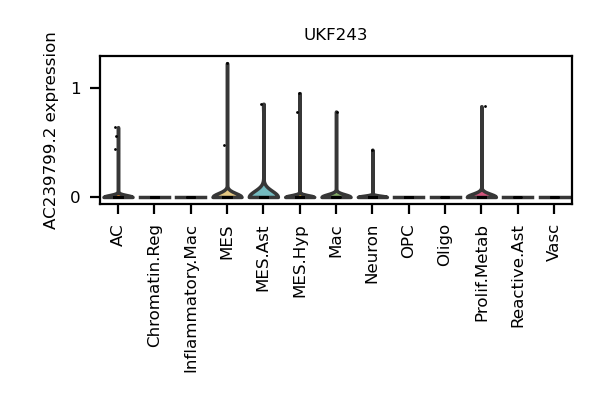 UKF243
AC239799.2 expression
1
0
AC
Chromatin.Reg
Inflammatory.Mac
MES
MES.Ast
MES.Hyp
Mac
Neuron
OPC
Oligo
Prolif.Metab
Reactive.Ast
Vasc